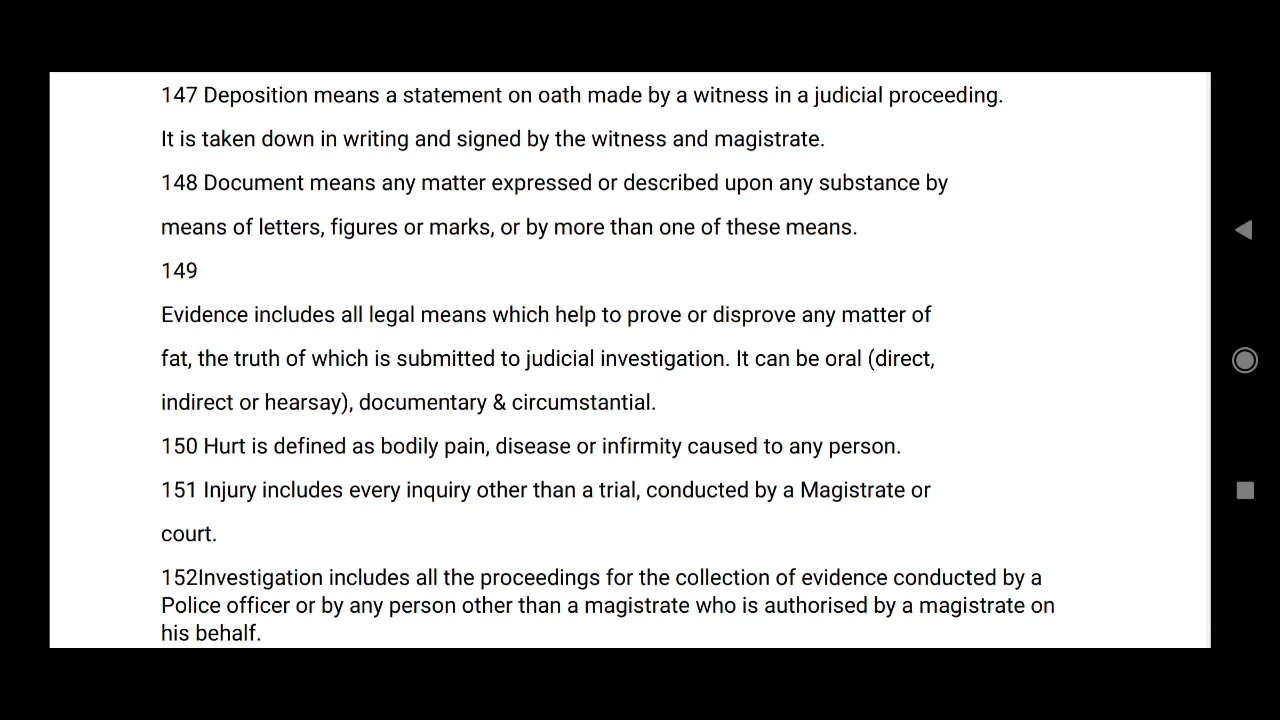 147 Deposition means a statement on oath made by a witness in a judicial proceeding.
It is taken down in writing and signed by the witness and magistrate.
148 Document means any matter expressed or described upon any substance by
means of letters, figures or marks, or by more than one of these means.
149
Evidence includes all legal means which help to prove or disprove any matter of
fat, the truth of which is submitted to judicial investigation. It can be oral (direct,
indirect or hearsay), documentary & circumstantial.
150 Hurt is defined as bodily pain, disease or infirmity caused to any person.
151 Injury includes every inquiry other than a trial, conducted by a Magistrate or
court.
152Investigation includes all the proceedings for the collection of evidence conducted by a
Police officer or by any person other than a magistrate who is authorised by a magistrate on
his behalf.